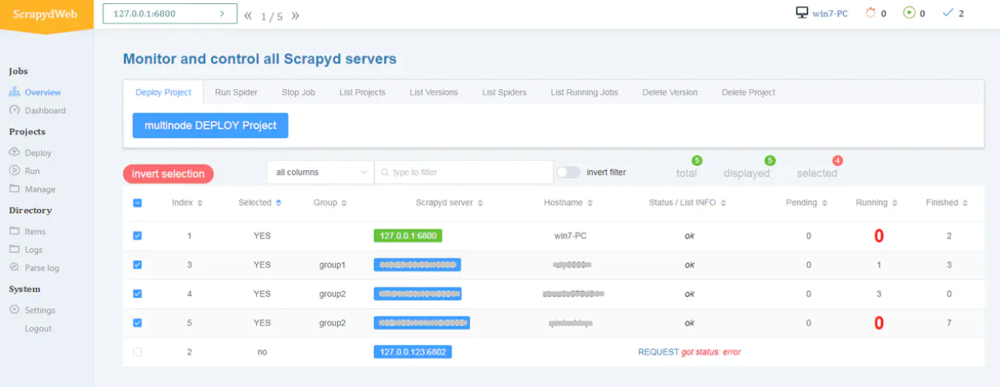 ScrapydWeb 127.0.0.1:6800 > « 1 / 5 » win7-PC 0 0 2
Monitor and control all Scrapyd servers
Jobs
Overview
Dashboard
Projects
Deploy
Run
Manage
Directory
Items
Logs
Parse log
System
Settings
Logout
Deploy Project Run Spider Stop Job List Projects List Versions List Spiders List Running Jobs Delete Version Delete Project
multinode DEPLOY Project
invert selection all columns type to filter invert filter total 5 displayed 5 selected 4
Index Selected Group Scrapyd server Hostname Status / List INFO Pending Running Finished
1 YES 127.0.0.1:6800 win7-PC ok 0 0 2
3 YES group1 ok 0 1 3
4 YES group2 ok 0 3 0
5 YES group2 ok 0 0 7
2 no 127.0.0.123:6802 REQUEST got status: error